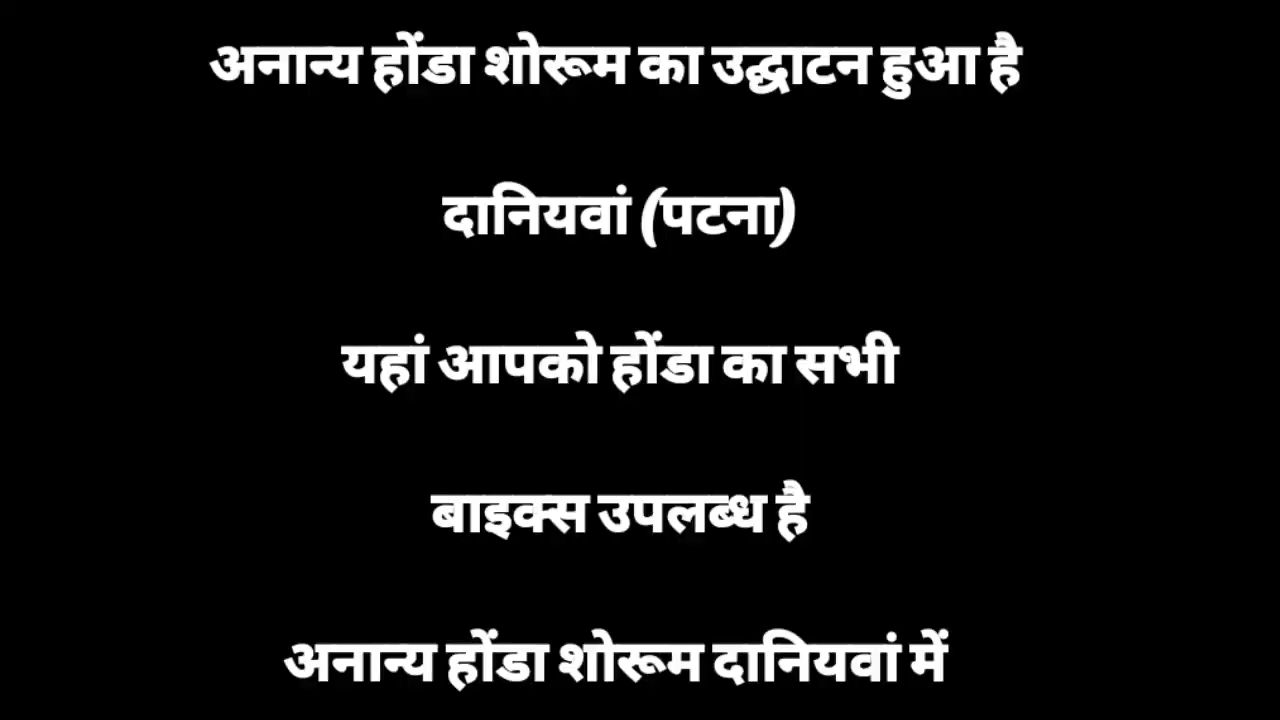 अनान्य होंडा शोरूम का उद्घाटन हुआ है
दानियवां (पटना)
यहां आपको होंडा का सभी
बाइक्स उपलब्ध है
अनान्य होंडा शोरूम दानियवां में